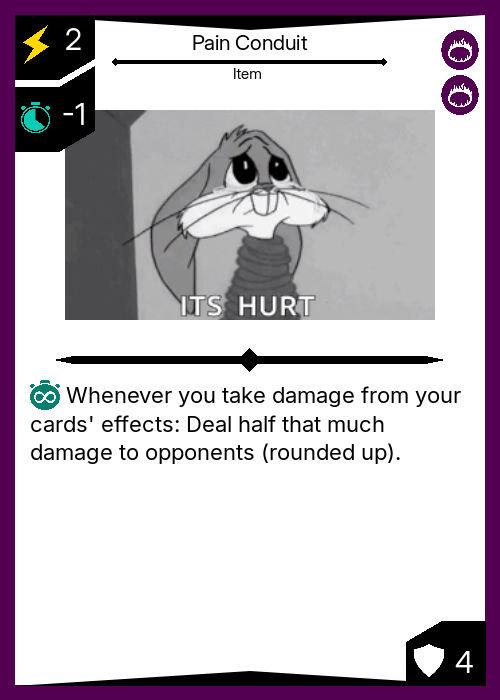 2
Pain Conduit
Item
-1
ITS HURT
Whenever you take damage from your
cards' effects: Deal half that much
damage to opponents (rounded up).
4